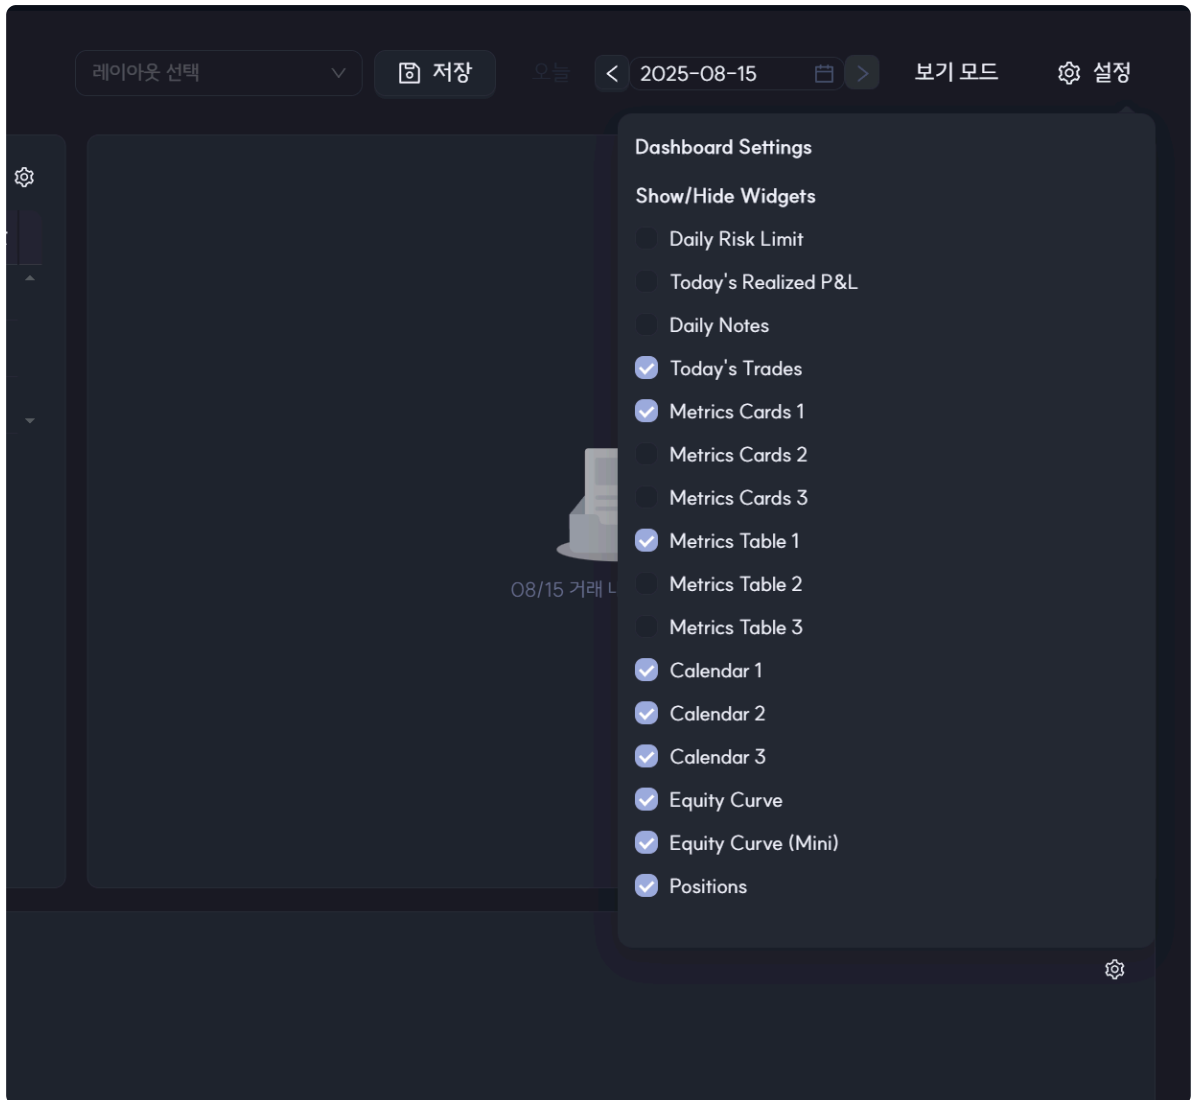 레이아웃 선택
저장
오늘
2025-08-15
보기 모드
설정
Dashboard Settings
Show/Hide Widgets
Daily Risk Limit
Today's Realized P&L
Daily Notes
Today's Trades
Metrics Cards 1
Metrics Cards 2
Metrics Cards 3
Metrics Table 1
Metrics Table 2
Metrics Table 3
Calendar 1
Calendar 2
Calendar 3
Equity Curve
Equity Curve (Mini)
Positions
08/15 거래